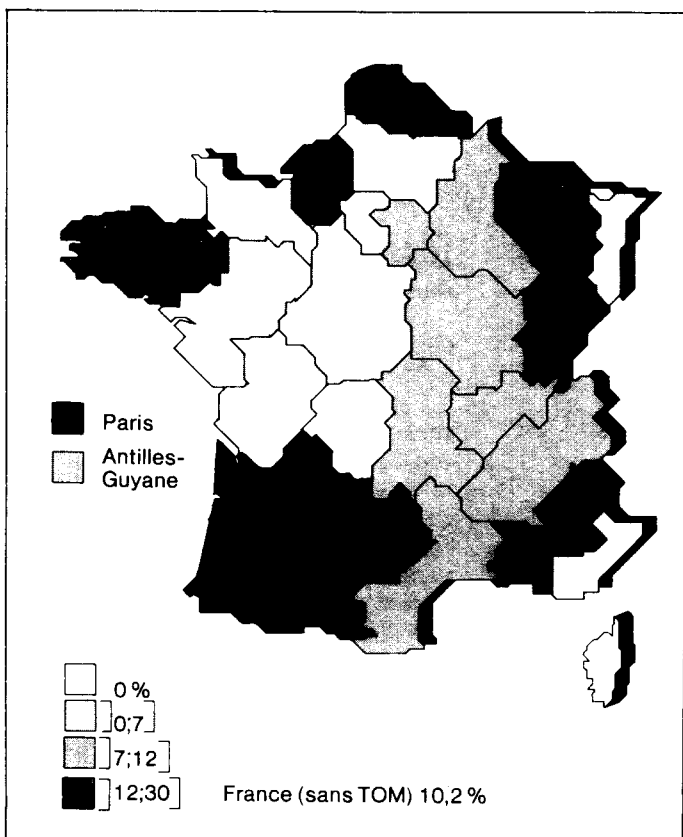 Paris
Antilles-
Guyane
0 %
]0;7]
]7;12]
]12;30]
France (sans TOM) 10,2 %